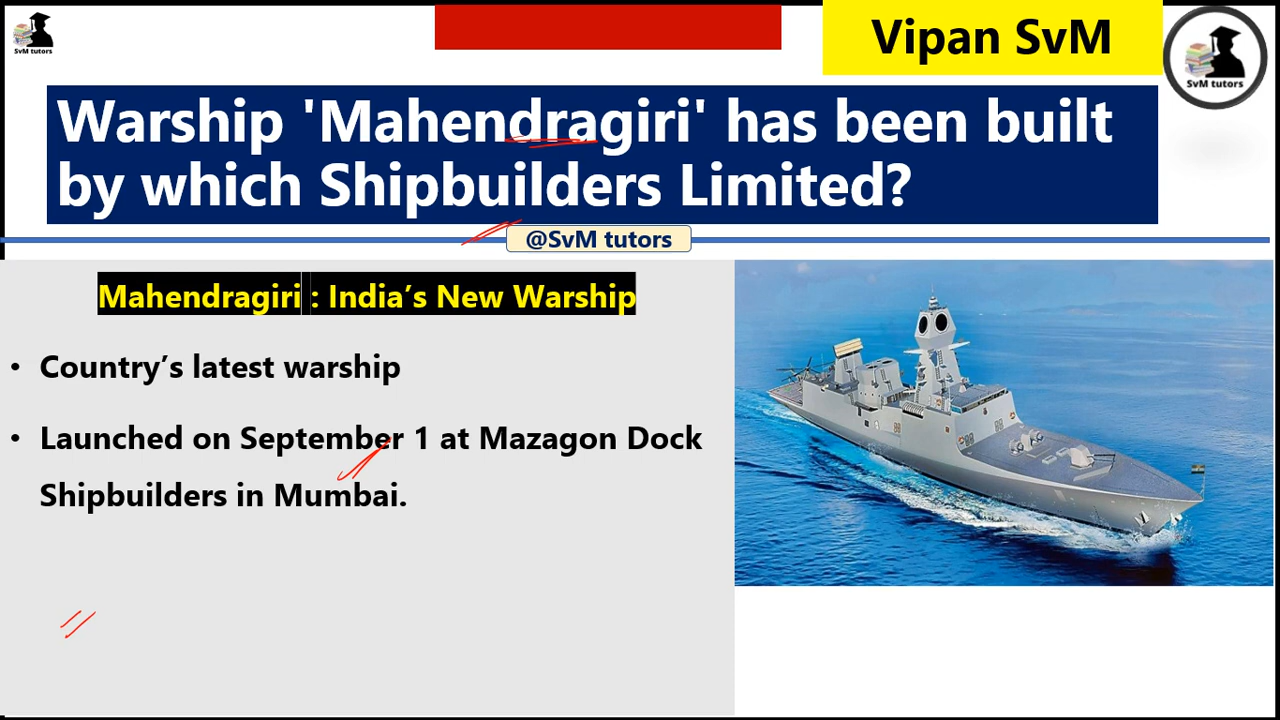 SvM tutors
Vipan SvM
SvM tutors
Warship 'Mahendragiri' has been built
by which Shipbuilders Limited?
@SvM tutors
Mahendragiri : India’s New Warship
• Country’s latest warship
• Launched on September 1 at Mazagon Dock
Shipbuilders in Mumbai.